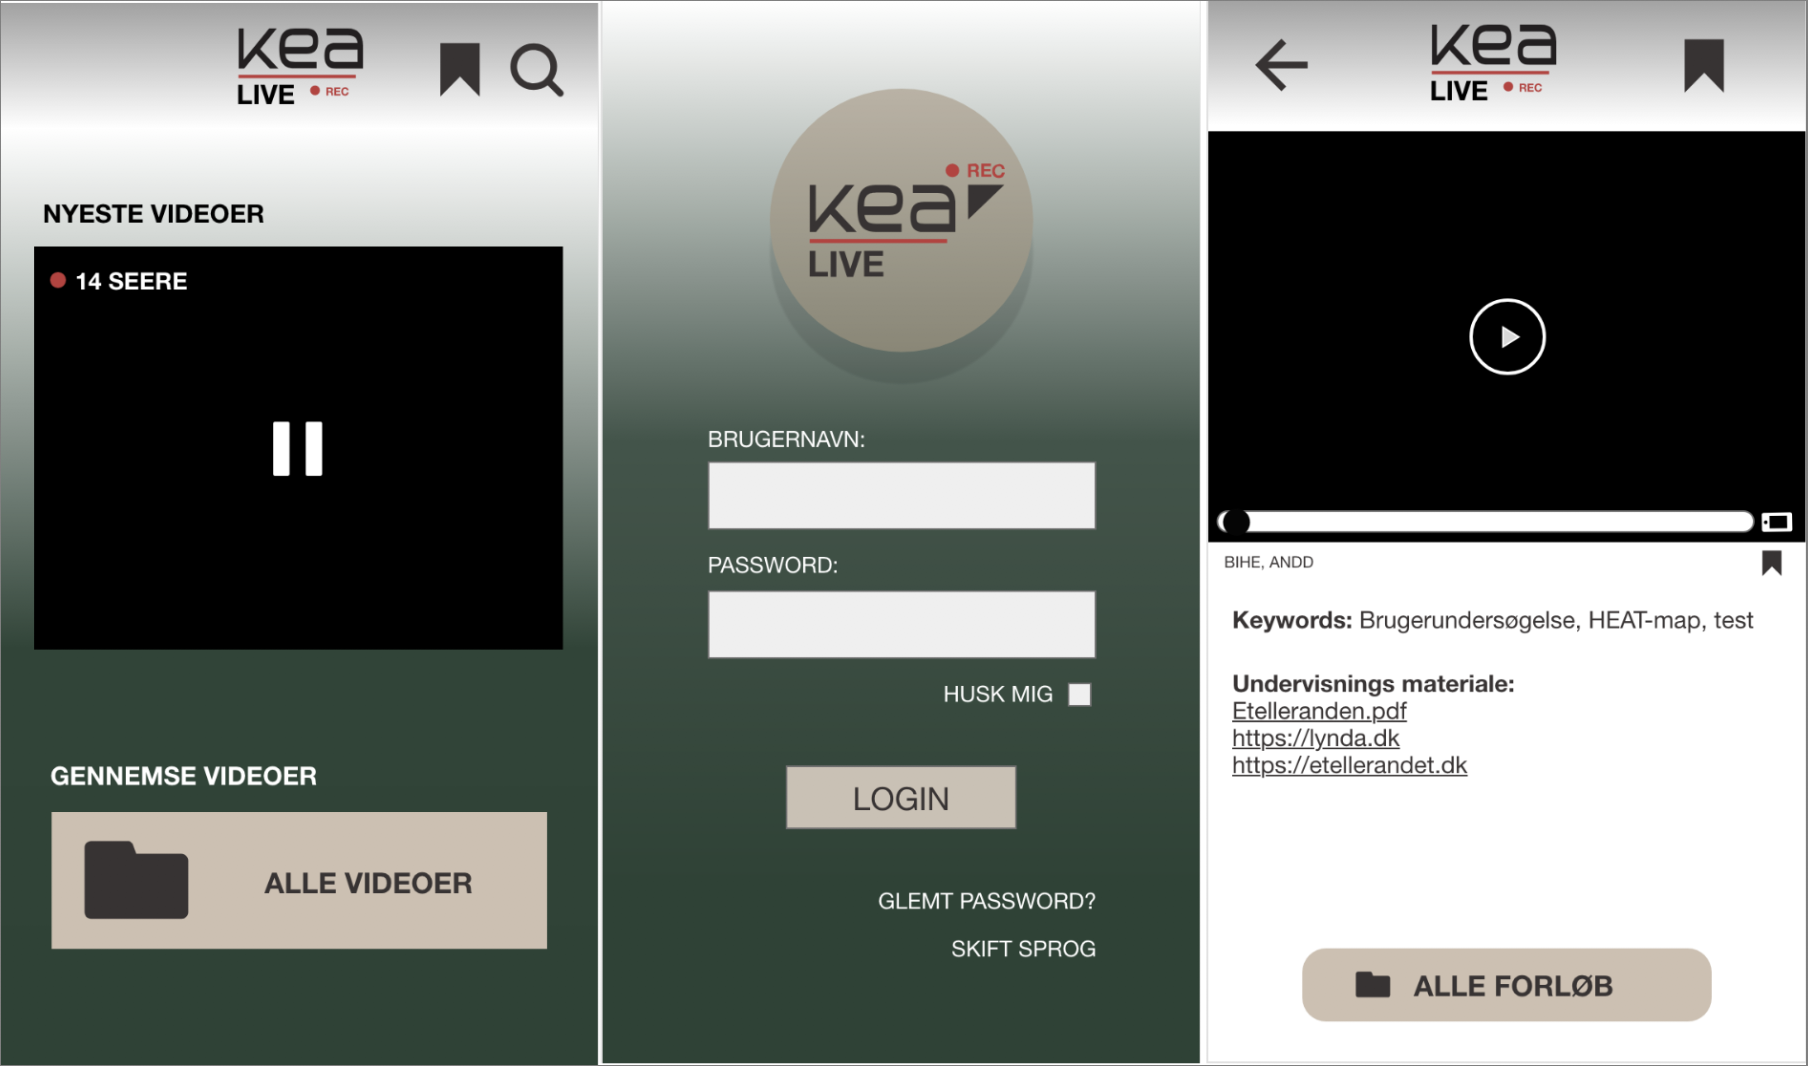 kea
LIVE REC
NYESTE VIDEOER
14 SEERE
GENNEMSE VIDEOER
ALLE VIDEOER
REC
kea
LIVE
BRUGERNAVN:
PASSWORD:
HUSK MIG
LOGIN
GLEMT PASSWORD?
SKIFT SPROG
kea
LIVE REC
BIHE, ANDD
Keywords: Brugerundersøgelse, HEAT-map, test
Undervisnings materiale:
Etelleranden.pdf
https://lynda.dk
https://etellerandet.dk
ALLE FORLØB